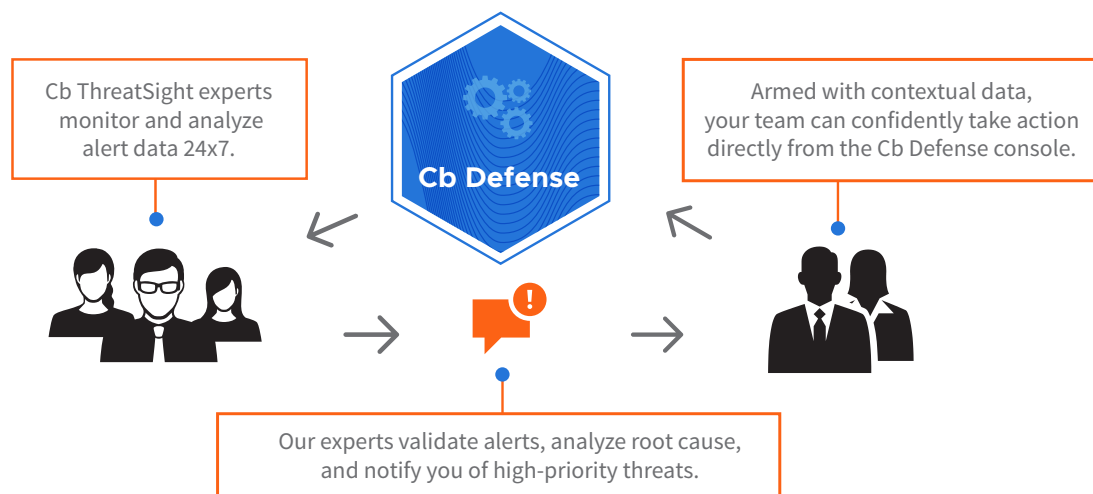 Cb ThreatSight experts
monitor and analyze
alert data 24x7.
Cb Defense
Armed with contextual data,
your team can confidently take action
directly from the Cb Defense console.
!
Our experts validate alerts, analyze root cause,
and notify you of high-priority threats.